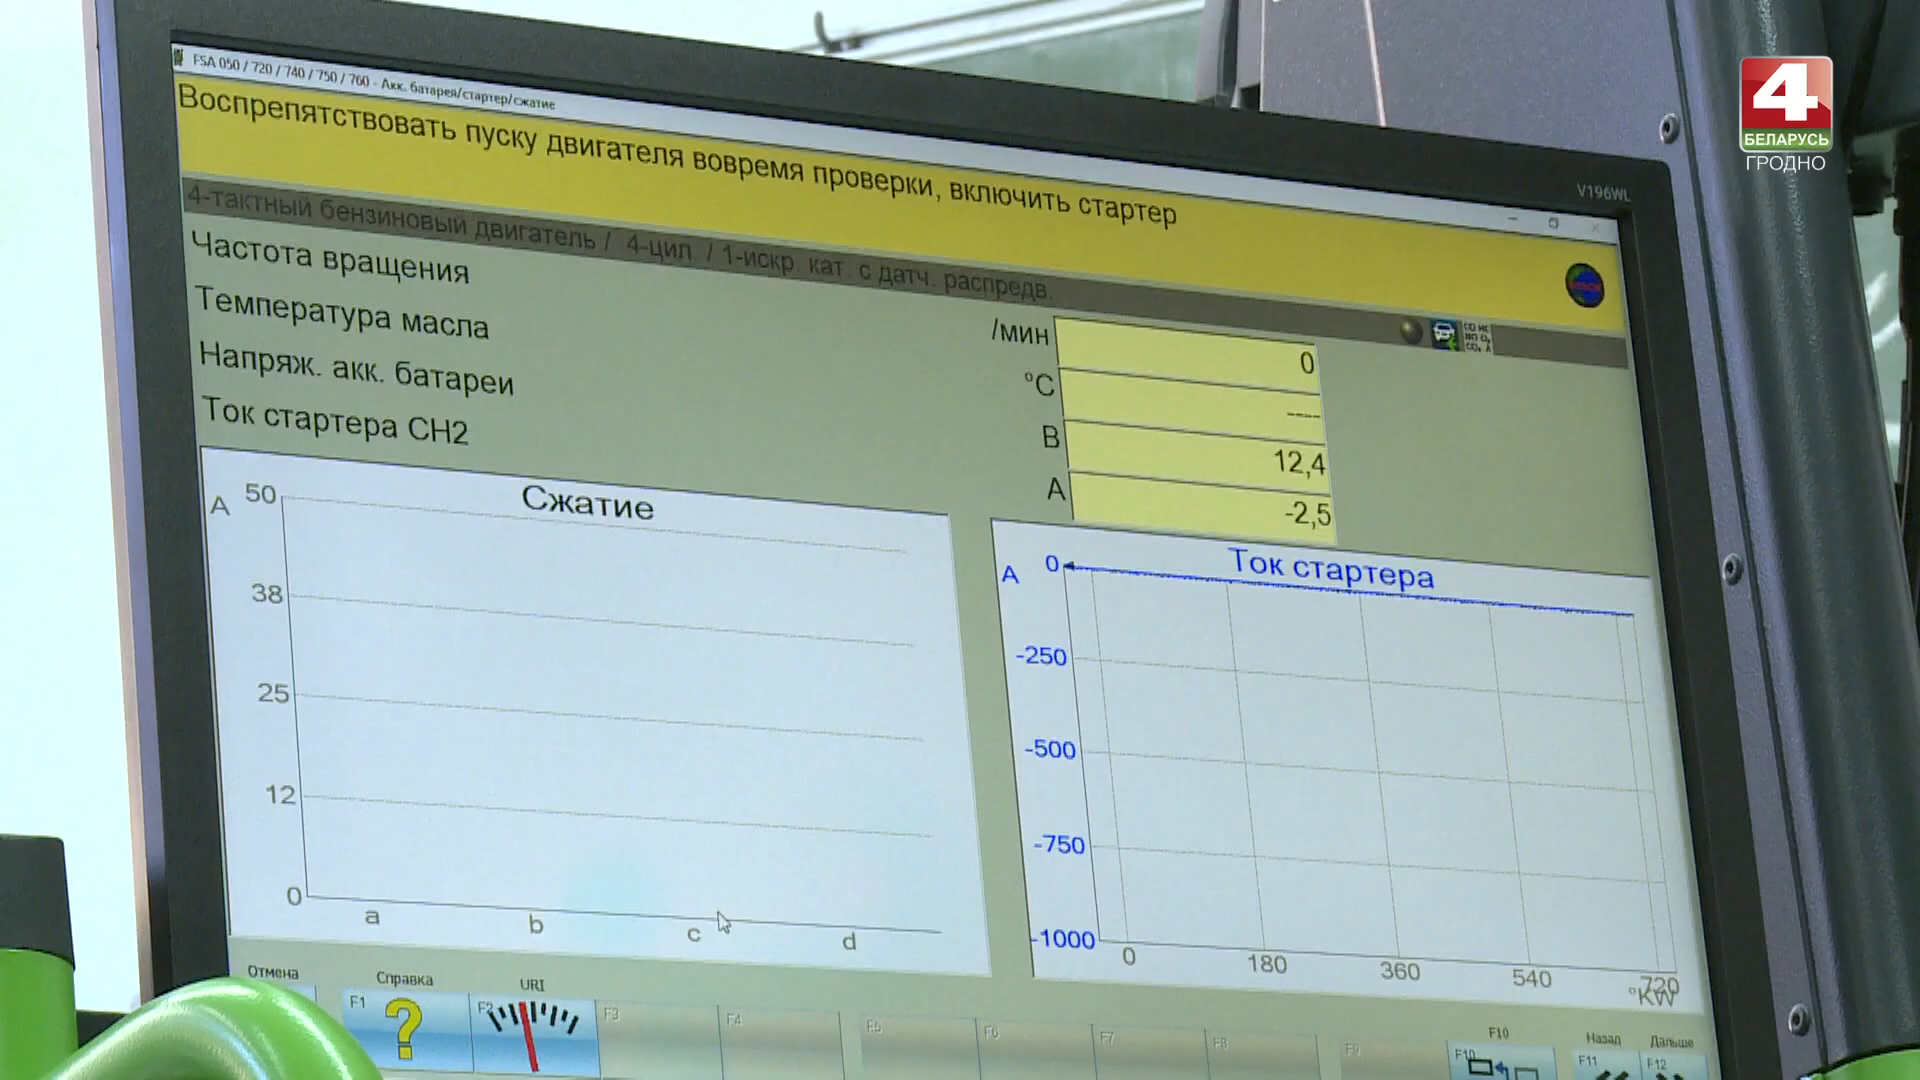 FSA 050 / 720 / 740 / 750 / 760 - Акк. батарея/стартер/сжатие
Воспрепятствовать пуску двигателя вовремя проверки, включить стартер
4-тактный бензиновый двигатель / 4-цил. / 1-искр. кат. с датч. распредв.
V196WL
4
БЕЛАРУСЬ
ГРОДНО
Частота вращения /мин 0
Температура масла °C ----
Напряж. акк. батареи В 12,4
Ток стартера CH2 А -2,5
Сжатие
А
50
38
25
12
0
a b c d
Ток стартера
А
0
-250
-500
-750
-1000
0 180 360 540 720
°KW
Отмена Справка URI F10 Назад Дальше
F1 F2 F3 F4 F5 F6 F7 F8 F9 F10 F11 F12